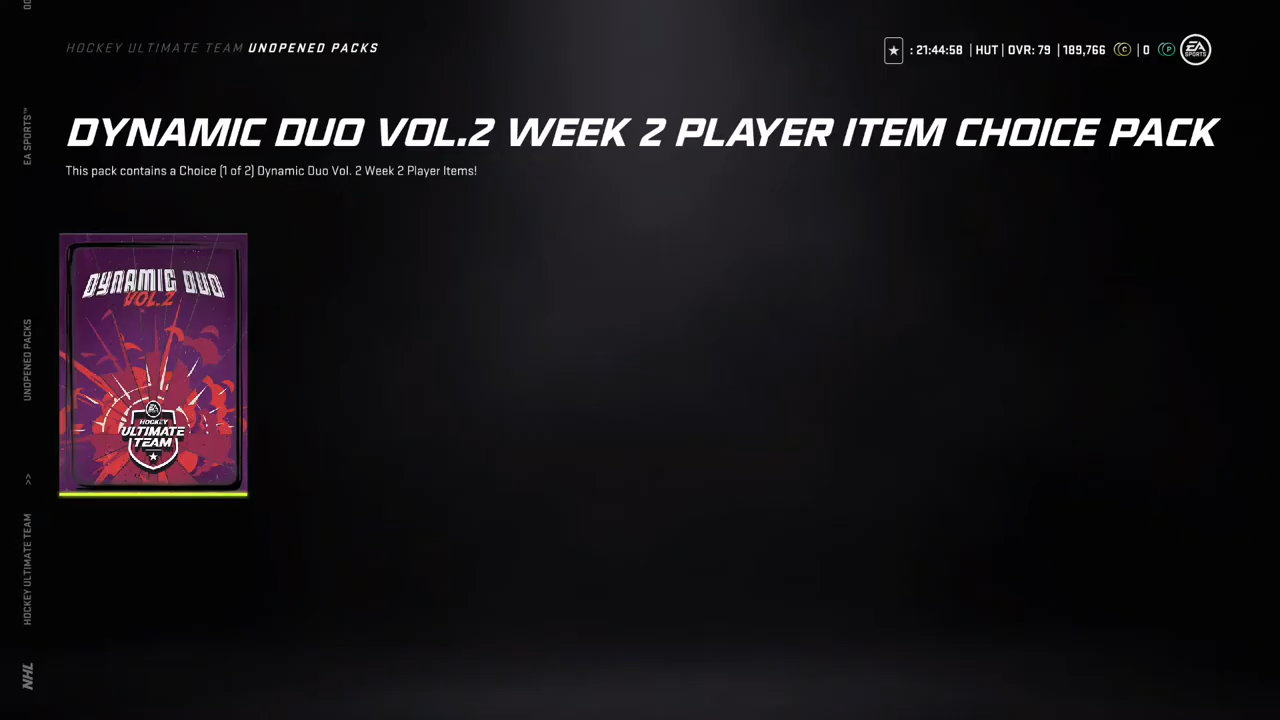 HOCKEY ULTIMATE TEAM UNOPENED PACKS
: 21:44:58 | HUT | OVR: 79 | 189,766 C | 0 P EA SPORTS
DYNAMIC DUO VOL.2 WEEK 2 PLAYER ITEM CHOICE PACK
This pack contains a Choice (1 of 2) Dynamic Duo Vol. 2 Week 2 Player Items!
DYNAMIC DUO
VOL.2
EA
HOCKEY
ULTIMATE
TEAM
NHL
HOCKEY ULTIMATE TEAM
>>
UNOPENED PACKS
EA SPORTS™